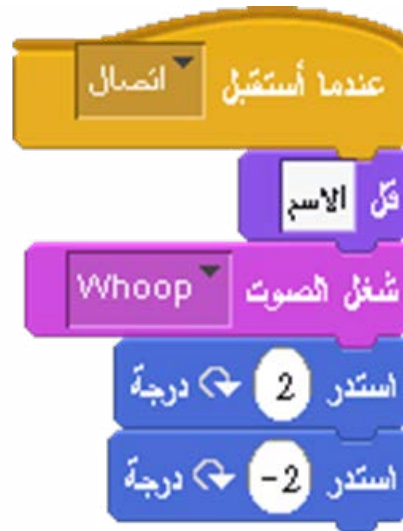 عندما أستقبل اتصال
قل الاسم
شغل الصوت Whoop
استدر 2 درجة
استدر -2 درجة